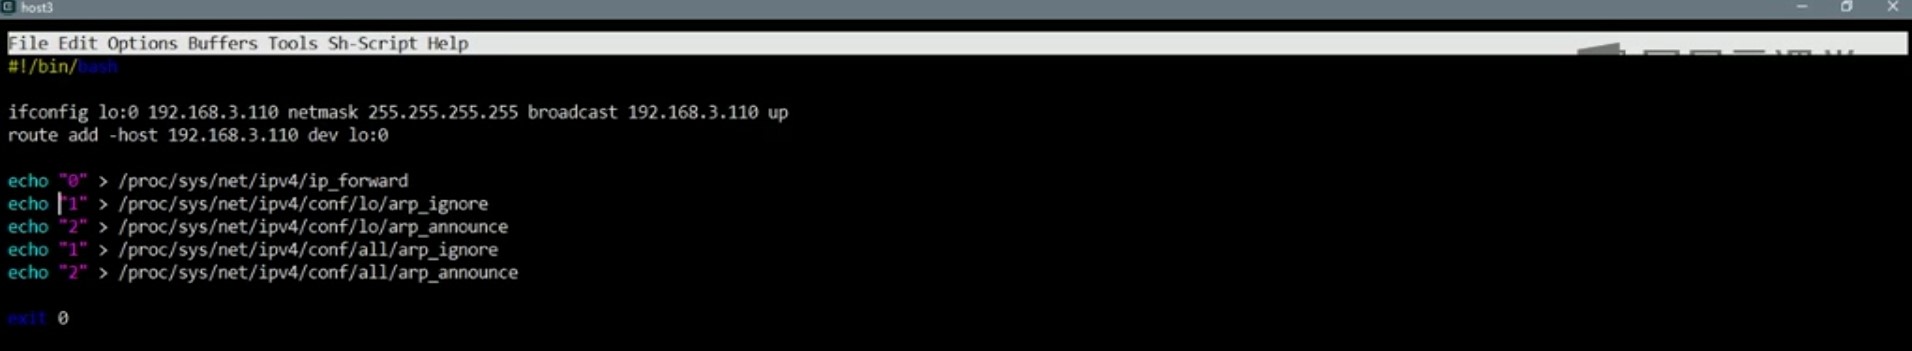 host3
File Edit Options Buffers Tools Sh-Script Help
#!/bin/bash
ifconfig lo:0 192.168.3.110 netmask 255.255.255.255 broadcast 192.168.3.110 up
route add -host 192.168.3.110 dev lo:0
echo "0" > /proc/sys/net/ipv4/ip_forward
echo "1" > /proc/sys/net/ipv4/conf/lo/arp_ignore
echo "2" > /proc/sys/net/ipv4/conf/lo/arp_announce
echo "1" > /proc/sys/net/ipv4/conf/all/arp_ignore
echo "2" > /proc/sys/net/ipv4/conf/all/arp_announce
exit 0